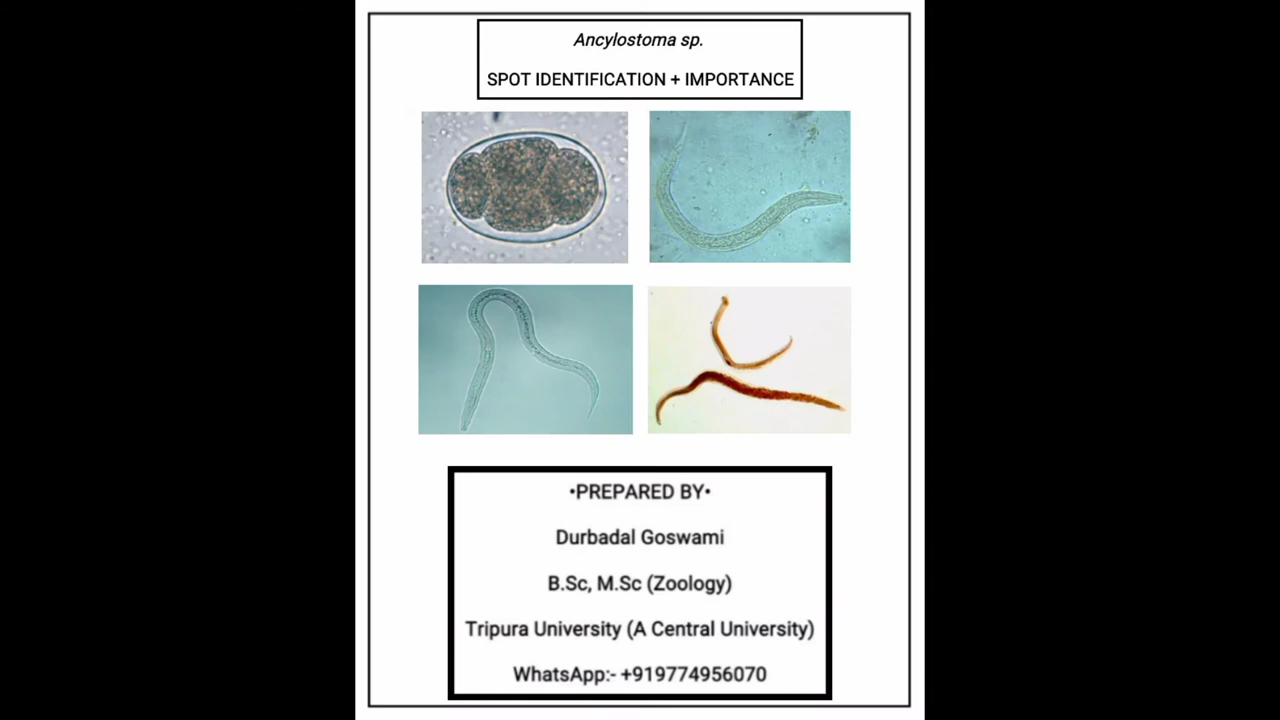 Ancylostoma sp.
SPOT IDENTIFICATION + IMPORTANCE
•PREPARED BY•
Durbadal Goswami
B.Sc, M.Sc (Zoology)
Tripura University (A Central University)
WhatsApp:- +919774956070